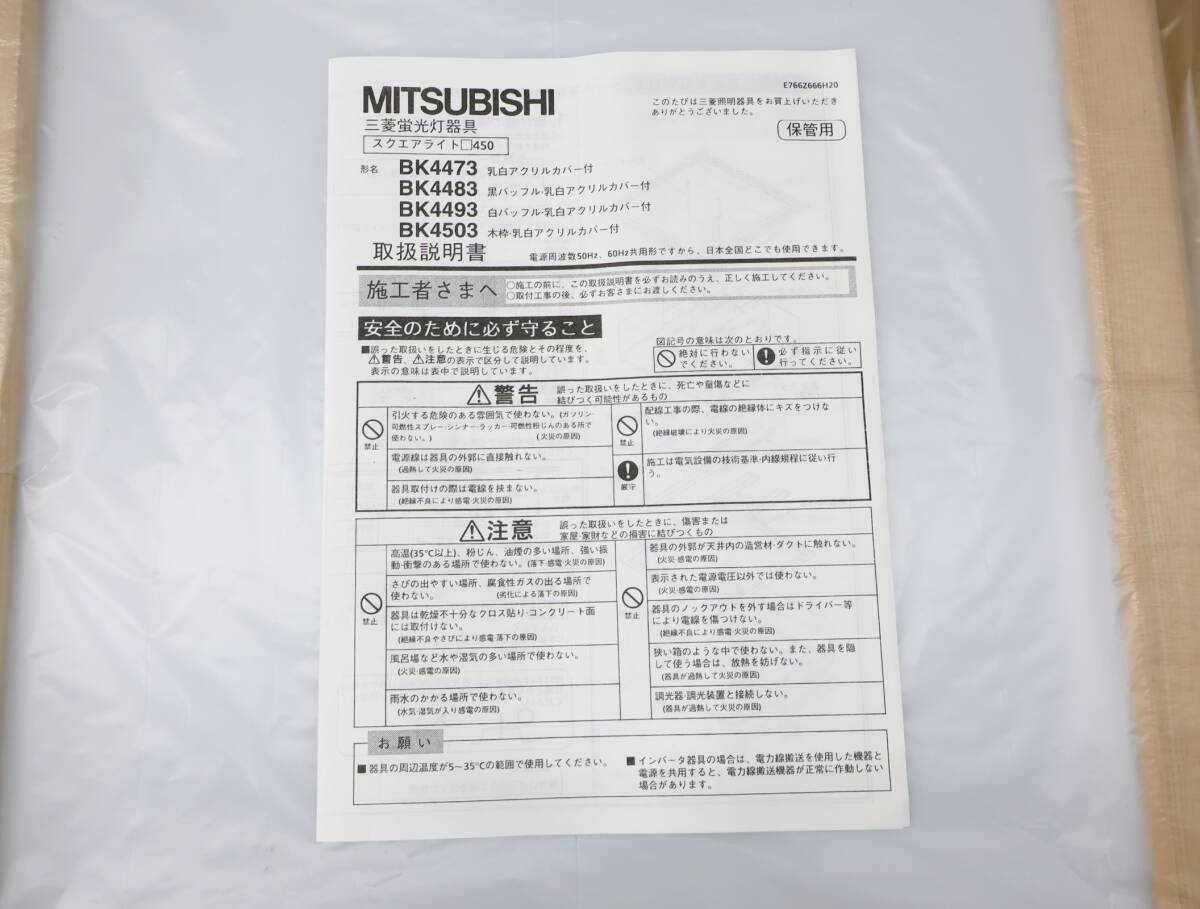 E766Z666H20
MITSUBISHI
このたびは三菱照明器具をお買上げいただき
ありがとうございました。
三菱蛍光灯器具
保管用
スクエアライト□450
形名 BK4473 乳白アクリルカバー付
BK4483 黒バッフル・乳白アクリルカバー付
BK4493 白バッフル・乳白アクリルカバー付
BK4503 木枠・乳白アクリルカバー付
取扱説明書 電源周波数50Hz、60Hz共用形ですから、日本全国どこでも使用できます。
施工者さまへ
○施工の前に、この取扱説明書を必ずお読みのうえ、正しく施工してください。
○取付工事の後、必ずお客さまにお渡しください。
安全のために必ず守ること
■誤った取扱いをしたときに生じる危険とその程度を、
⚠警告、⚠注意の表示で区分して説明しています。
表示の意味は表中で説明しています。
図記号の意味は次のとおりです。
絶対に行わない
でください。
必ず指示に従い
行ってください。
⚠警告
誤った取扱いをしたときに、死亡や重傷などに
結びつく可能性があるもの
禁止
引火する危険のある雰囲気で使わない。(ガソリン・
可燃性スプレー・シンナー・ラッカー・可燃性粉じんのある所で
使わない。) (火災の原因)
電源線は器具の外郭に直接触れない。
(過熱して火災の原因)
器具取付けの際は電線を挟まない。
(絶縁不良により感電・火災の原因)
禁止
配線工事の際、電線の絶縁体にキズをつけな
い。
(絶縁破壊により火災の原因)
厳守
施工は電気設備の技術基準・内線規程に従い行
う。
⚠注意
誤った取扱いをしたときに、傷害または
家屋・家財などの損害に結びつくもの
禁止
高温(35℃以上)、粉じん、油煙の多い場所、強い振
動・衝撃のある場所で使わない。(落下・感電・火災の原因)
さびの出やすい場所、腐食性ガスの出る場所で
使わない。 (劣化による落下の原因)
器具は乾燥不十分なクロス貼り・コンクリート面
には取付けない。
(絶縁不良やさびにより感電・落下の原因)
風呂場など水や湿気の多い場所で使わない。
(火災・感電の原因)
雨水のかかる場所で使わない。
(水気・湿気が入り感電の原因)
禁止
器具の外郭が天井内の造営材・ダクトに触れない。
(火災・感電の原因)
表示された電源電圧以外では使わない。
(火災・感電の原因)
器具のノックアウトを外す場合はドライバー等
により電線を傷つけない。
(絶縁不良により感電・火災の原因)
狭い箱のような中で使わない。また、器具を隠
して使う場合は、放熱を妨げない。
(器具が過熱して火災の原因)
調光器・調光装置と接続しない。
(器具が過熱して火災の原因)
お願い
■器具の周辺温度が5～35℃の範囲で使用してください。
■インバータ器具の場合は、電力線搬送を使用した機器と
電源を共用すると、電力線搬送機器が正常に作動しない
場合があります。